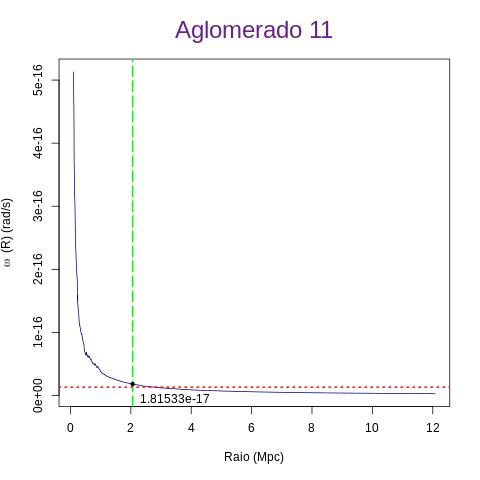 Aglomerado 11
5e-16
4e-16
3e-16
2e-16
1e-16
0e+00
ω (R) (rad/s)
1.81533e-17
0 2 4 6 8 10 12
Raio (Mpc)